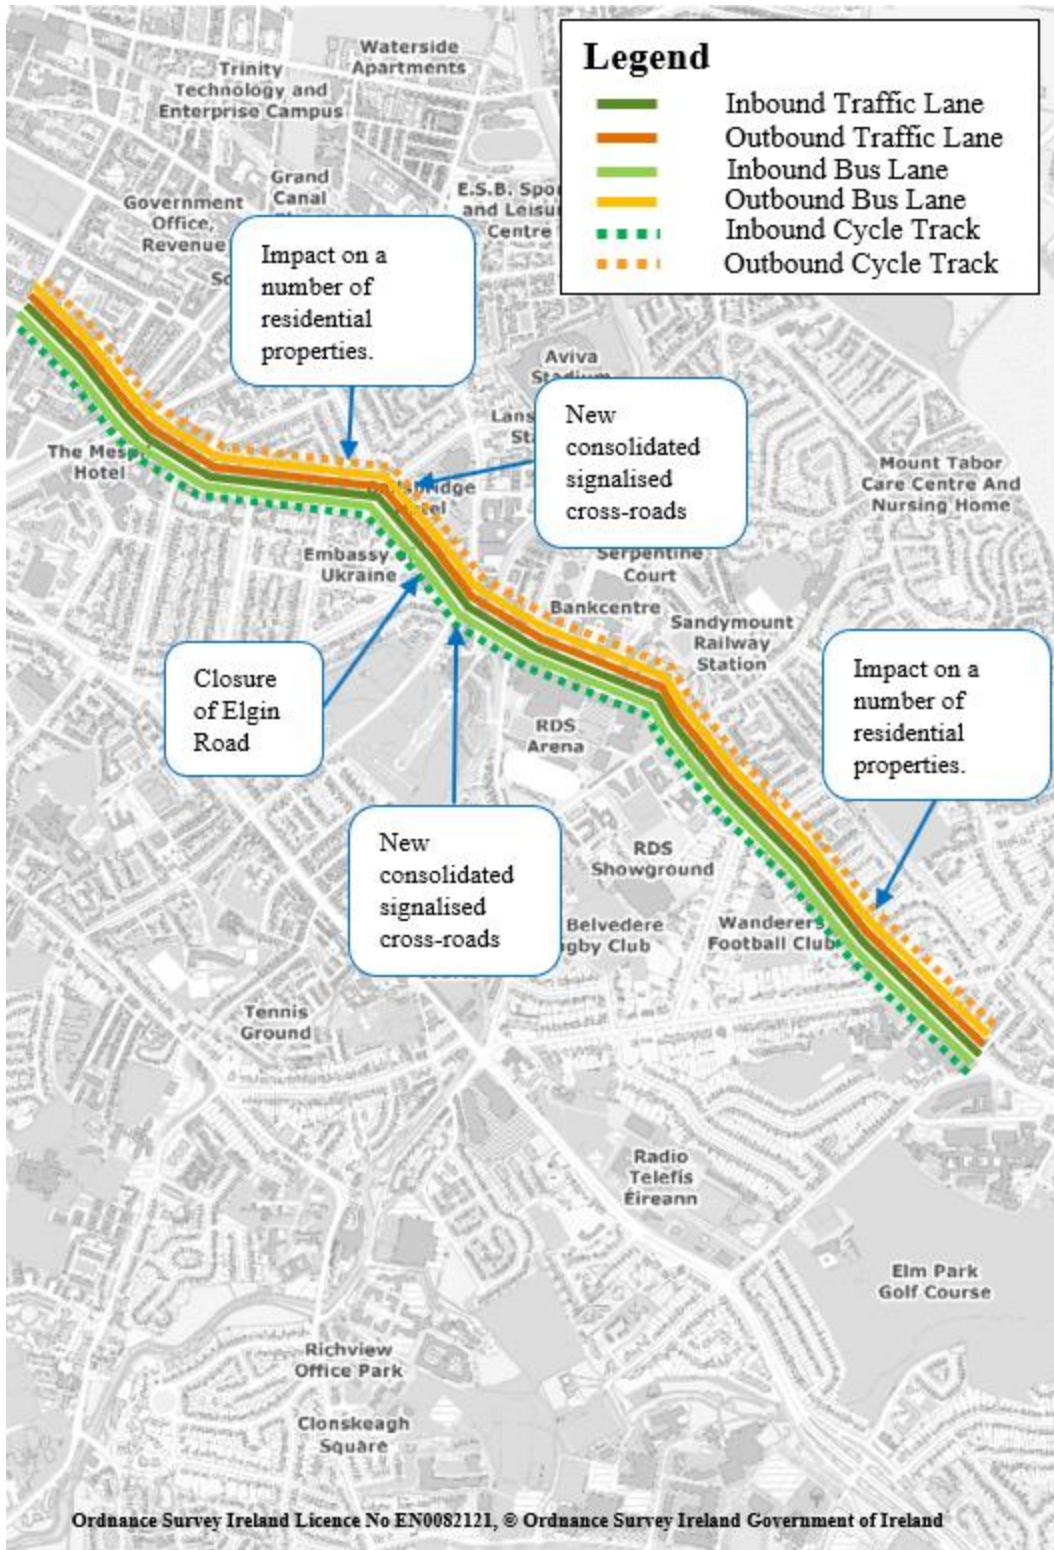 Legend
Inbound Traffic Lane
Outbound Traffic Lane
Inbound Bus Lane
Outbound Bus Lane
Inbound Cycle Track
Outbound Cycle Track
Waterside
Apartments
Trinity
Technology and
Enterprise Campus
Grand
Canal
Government
Office,
Revenue
E.S.B.
and
Centre
Impact on a
number of
residential
properties.
Aviva
New
consolidated
signalised
cross-roads
The
Hotel
Mount Tabor
Care Centre And
Nursing Home
Embassy
Ukraine
Serpentine
Court
Bankcentre
Sandymount
Railway
Station
Closure
of Elgin
Road
Impact on a
number of
residential
properties.
RDS
Arena
New
consolidated
signalised
cross-roads
RDS
Showground
Belvedere
Club
Wanderers
Football Club
Tennis
Ground
Radio
Telefís
Éireann
Elm Park
Golf Course
Richview
Office Park
Clonskeagh
Square
Ordnance Survey Ireland Licence No EN0082121, © Ordnance Survey Ireland Government of Ireland